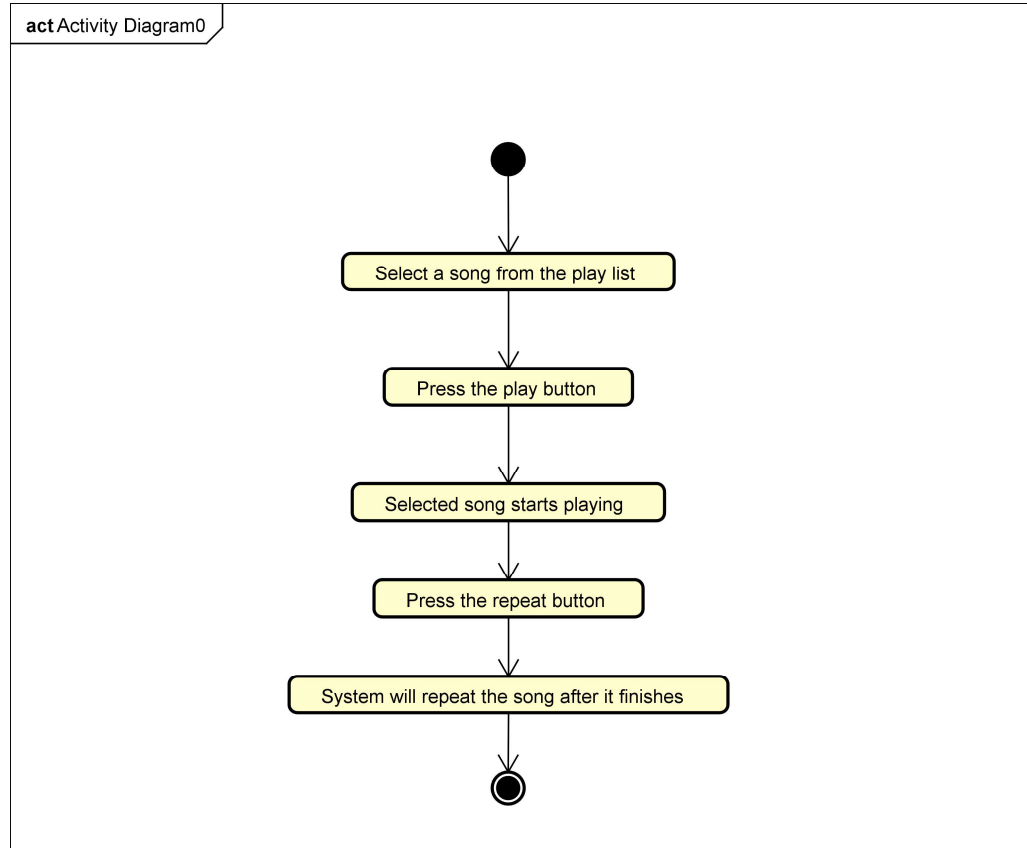 act Activity Diagram0
Select a song from the play list
Press the play button
Selected song starts playing
Press the repeat button
System will repeat the song after it finishes